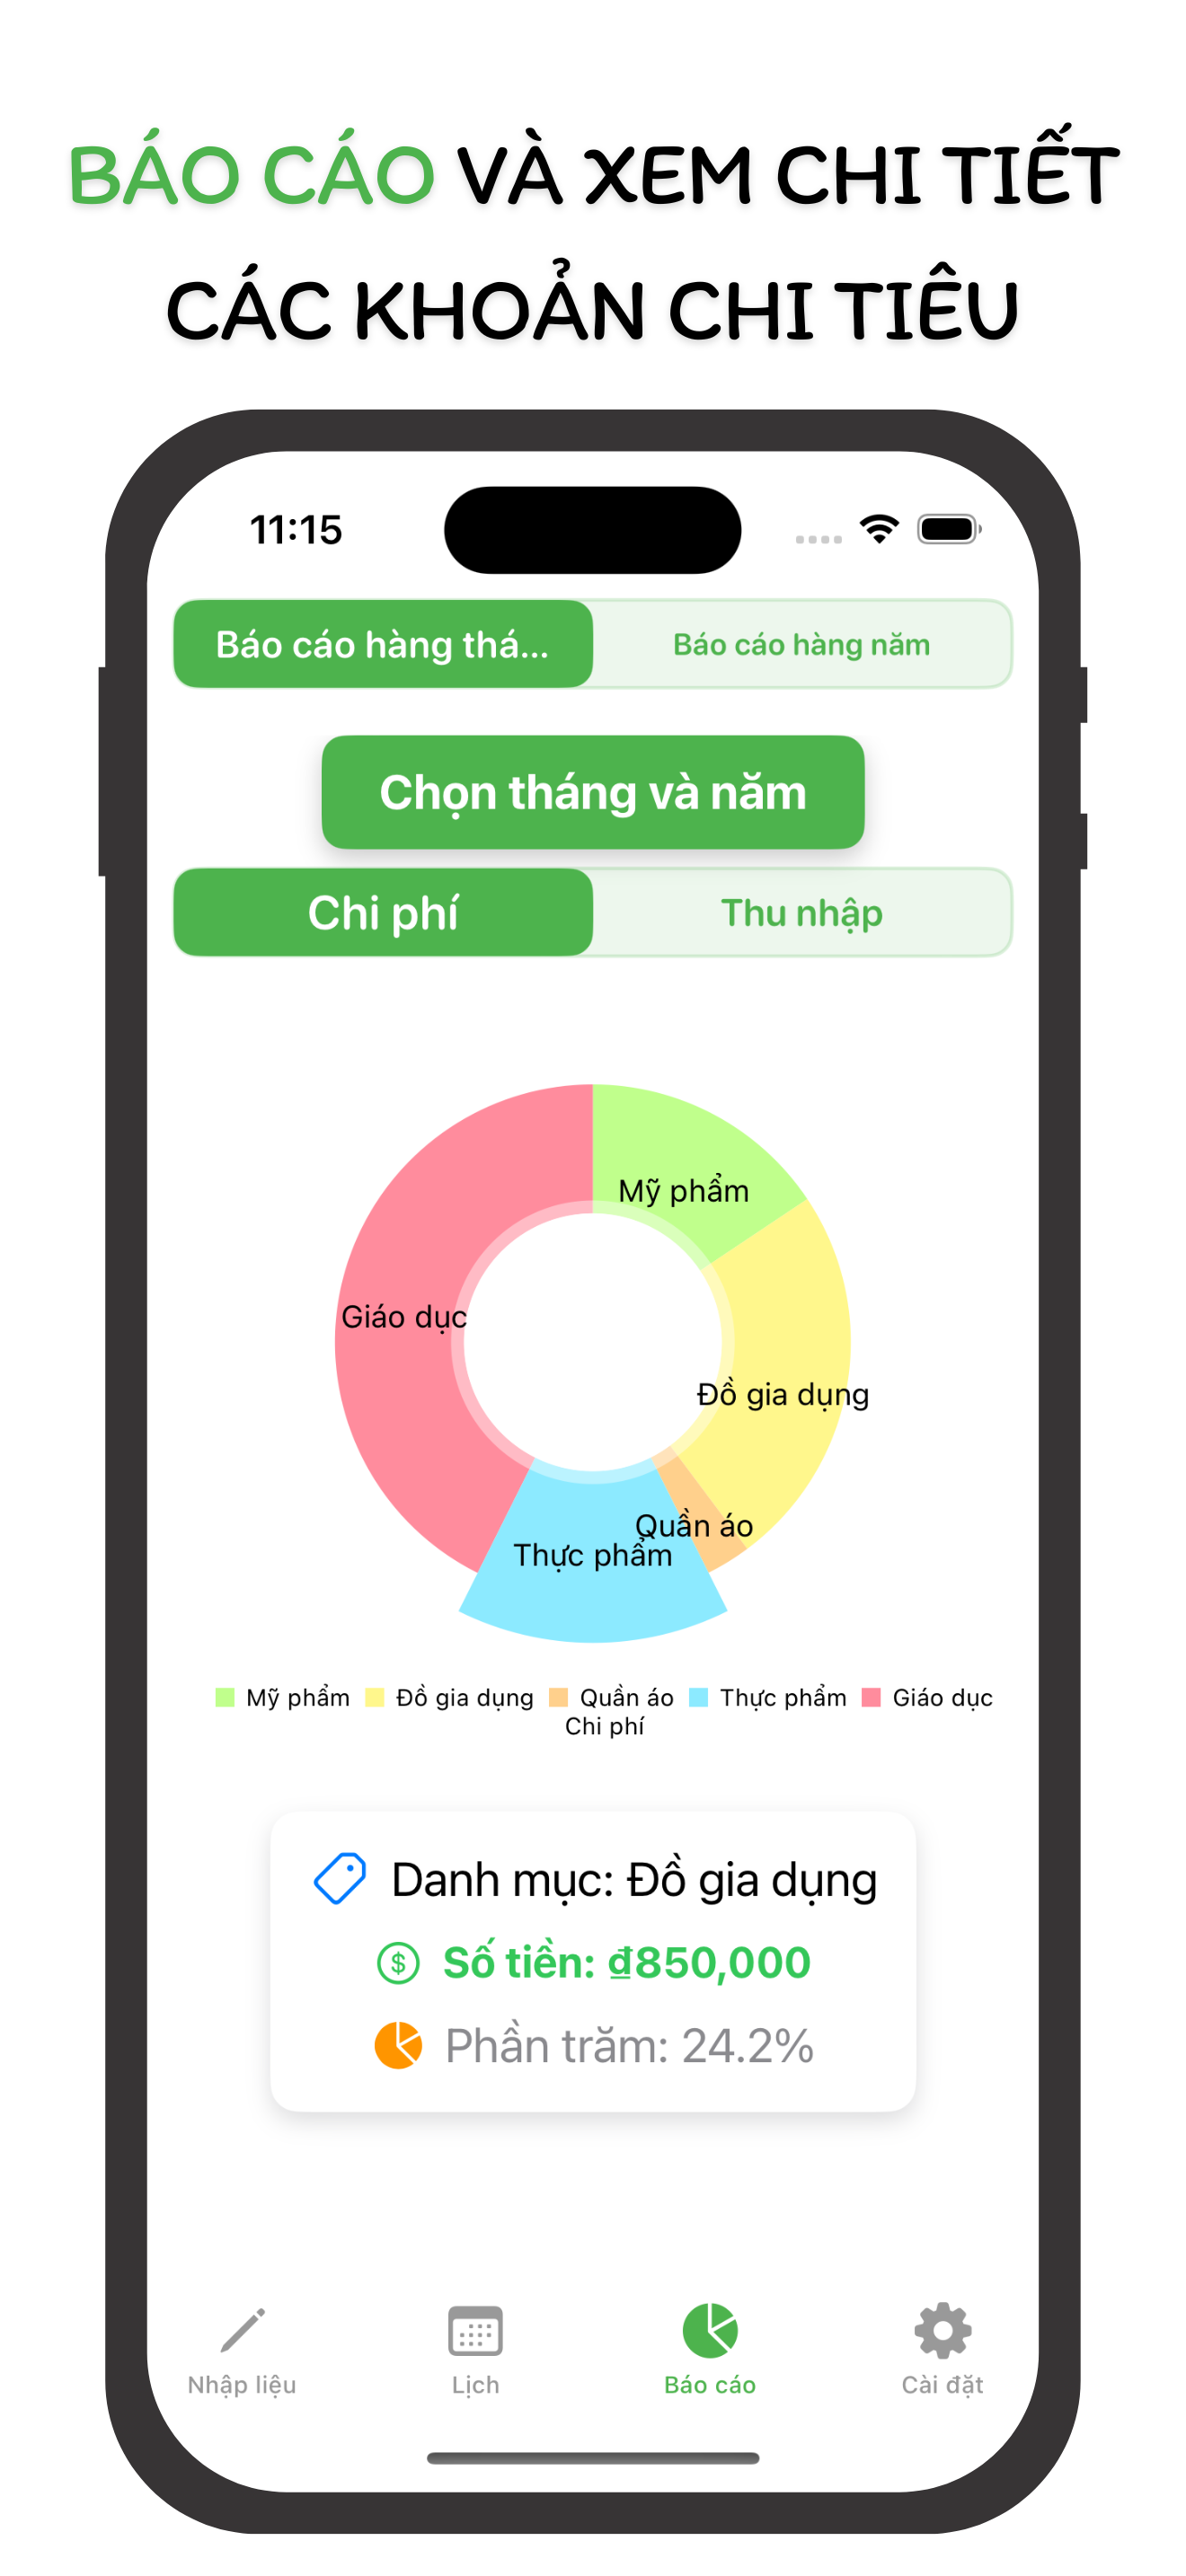 BÁO CÁO VÀ XEM CHI TIẾT
CÁC KHOẢN CHI TIÊU
11:15
Báo cáo hàng thá...
Báo cáo hàng năm
Chọn tháng và năm
Chi phí
Thu nhập
Mỹ phẩm
Giáo dục
Đồ gia dụng
Quần áo
Thực phẩm
Mỹ phẩm Đồ gia dụng Quần áo Thực phẩm Giáo dục
Chi phí
Danh mục: Đồ gia dụng
$ Số tiền: ₫850,000
Phần trăm: 24.2%
Nhập liệu
Lịch
Báo cáo
Cài đặt